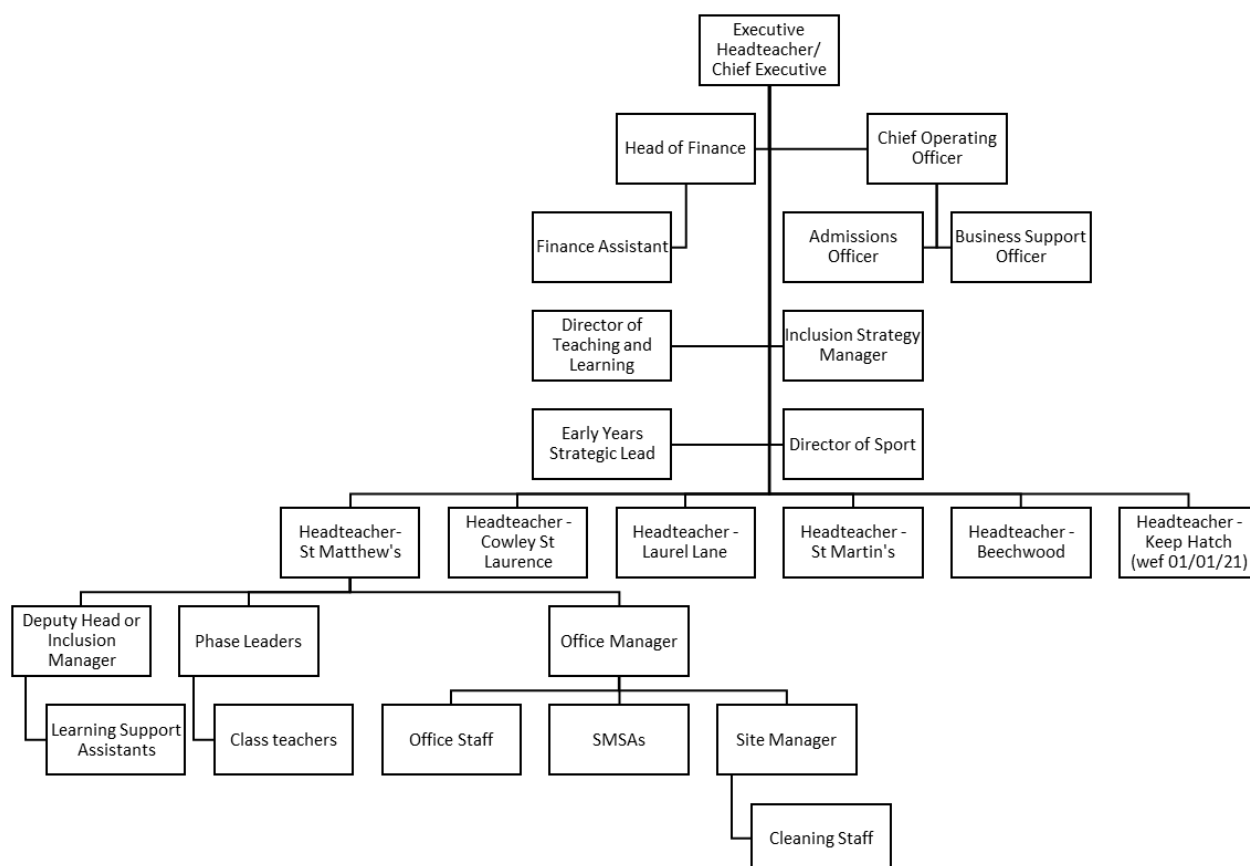 Executive
Headteacher/
Chief Executive
Head of Finance
Chief Operating
Officer
Finance Assistant
Admissions
Officer
Business Support
Officer
Director of
Teaching and
Learning
Inclusion Strategy
Manager
Early Years
Strategic Lead
Director of Sport
Headteacher-
St Matthew's
Headteacher -
Cowley St
Laurence
Headteacher -
Laurel Lane
Headteacher -
St Martin's
Headteacher -
Beechwood
Headteacher -
Keep Hatch
(wef 01/01/21)
Deputy Head or
Inclusion
Manager
Phase Leaders
Office Manager
Learning Support
Assistants
Class teachers
Office Staff
SMSAs
Site Manager
Cleaning Staff